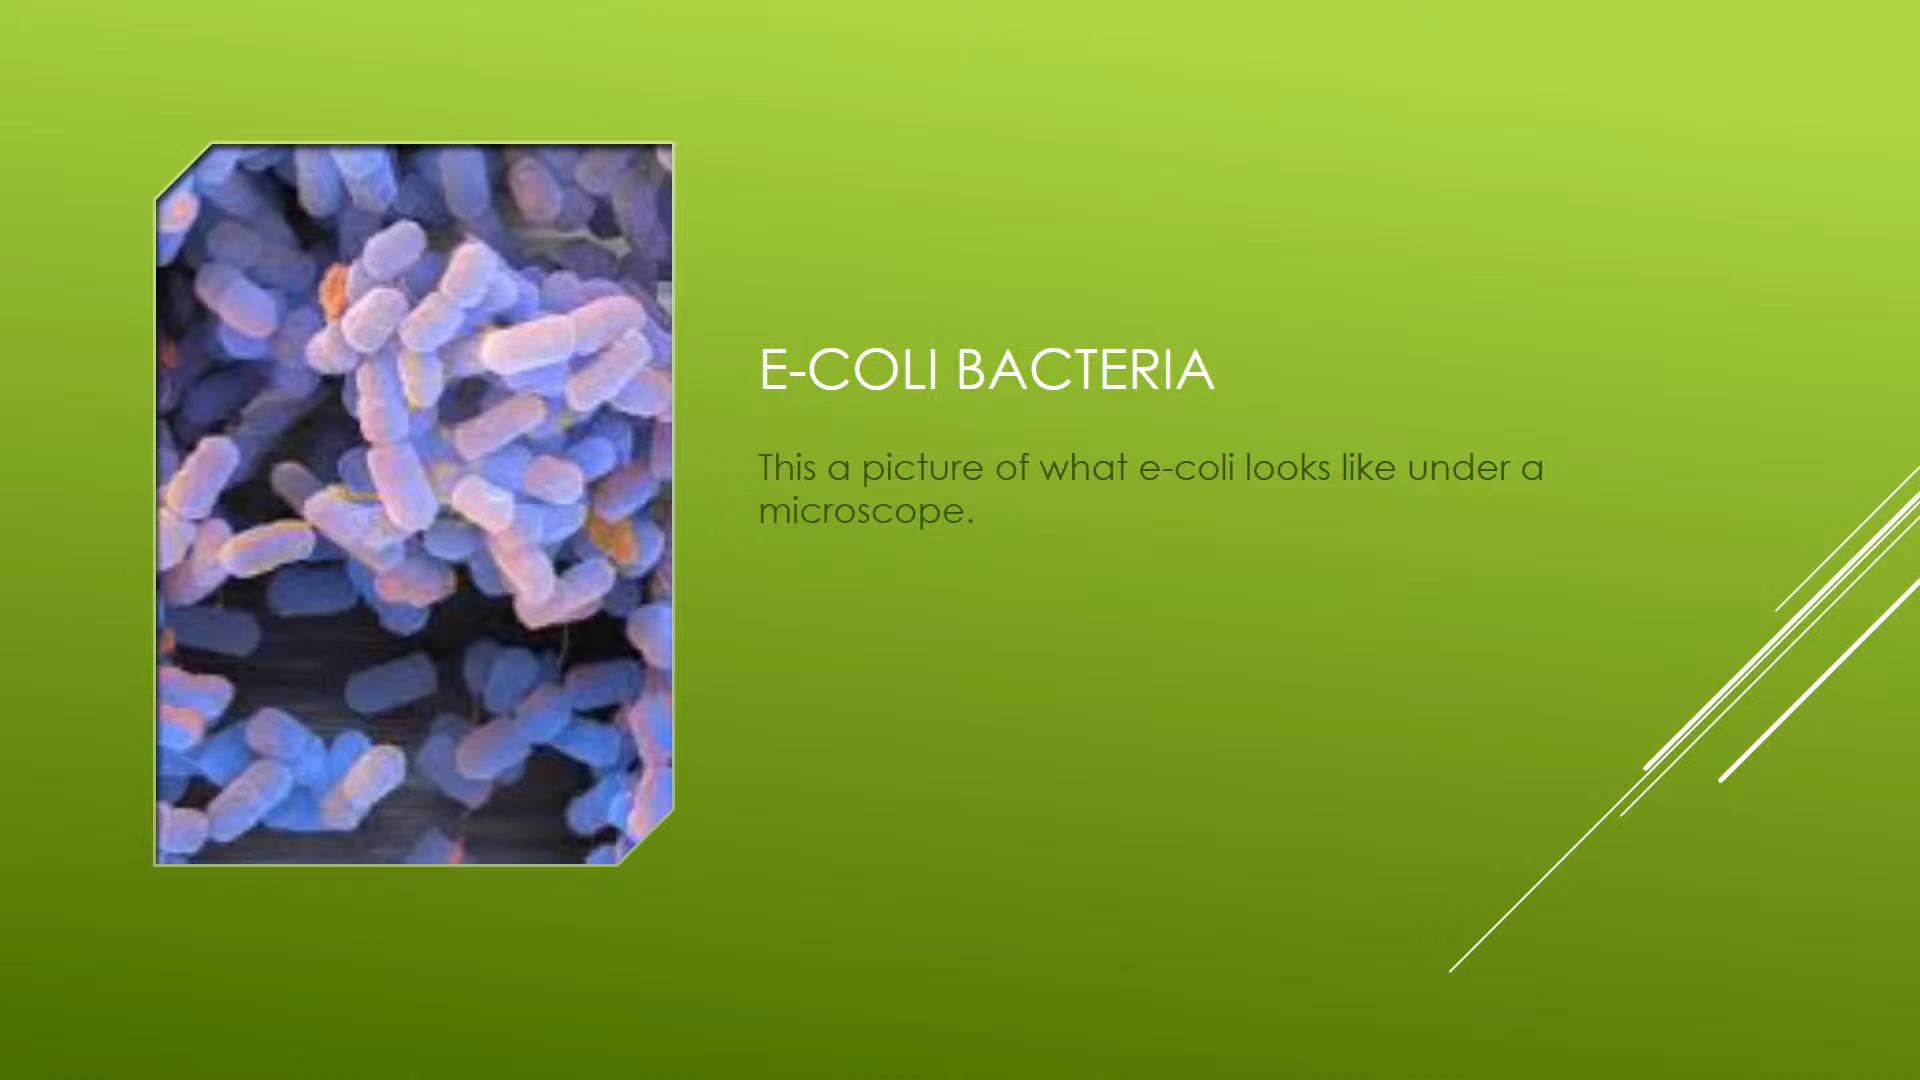 E-COLI BACTERIA
This a picture of what e-coli looks like under a
microscope.